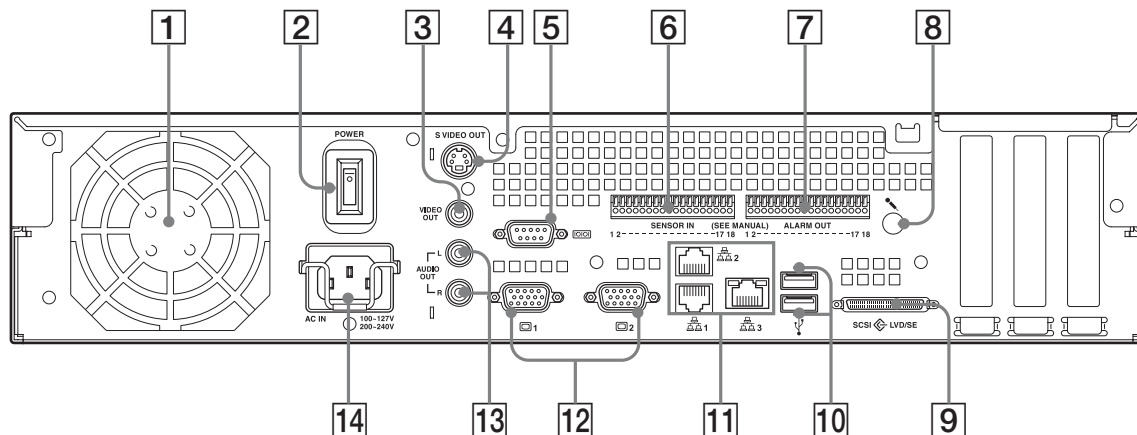 1 2 3 4 5 6 7 8
POWER
S VIDEO OUT
VIDEO
OUT
SENSOR IN (SEE MANUAL) ALARM OUT
1 2 ---------------- 17 18 1 2 ---------------- 17 18
L
AUDIO
OUT
R
2
AC IN 100~127V
200~240V
1 2 1 3
SCSI LVD/SE
14 13 12 11 10 9